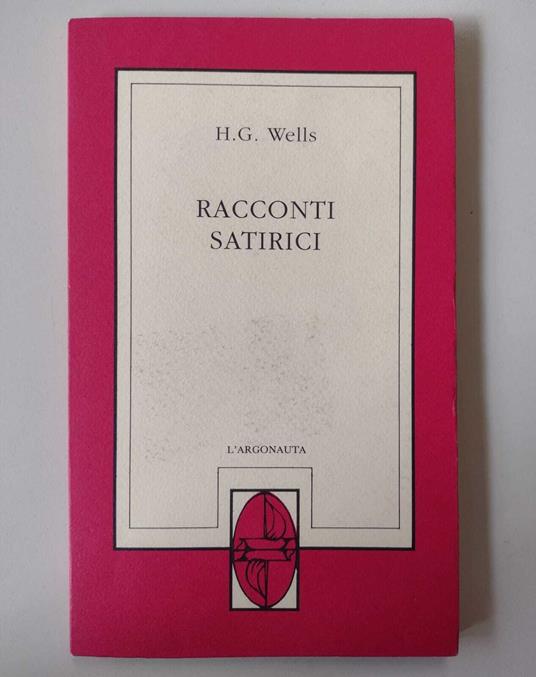 H.G. Wells
RACCONTI
SATIRICI
L'ARGONAUTA